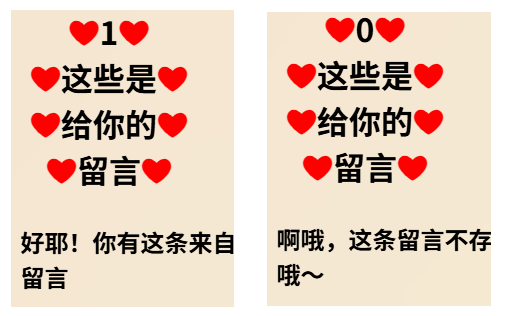 ❤1❤
❤这些是❤
❤给你的❤
❤留言❤
好耶！你有这条来自
留言
❤0❤
❤这些是❤
❤给你的❤
❤留言❤
啊哦，这条留言不存
哦～